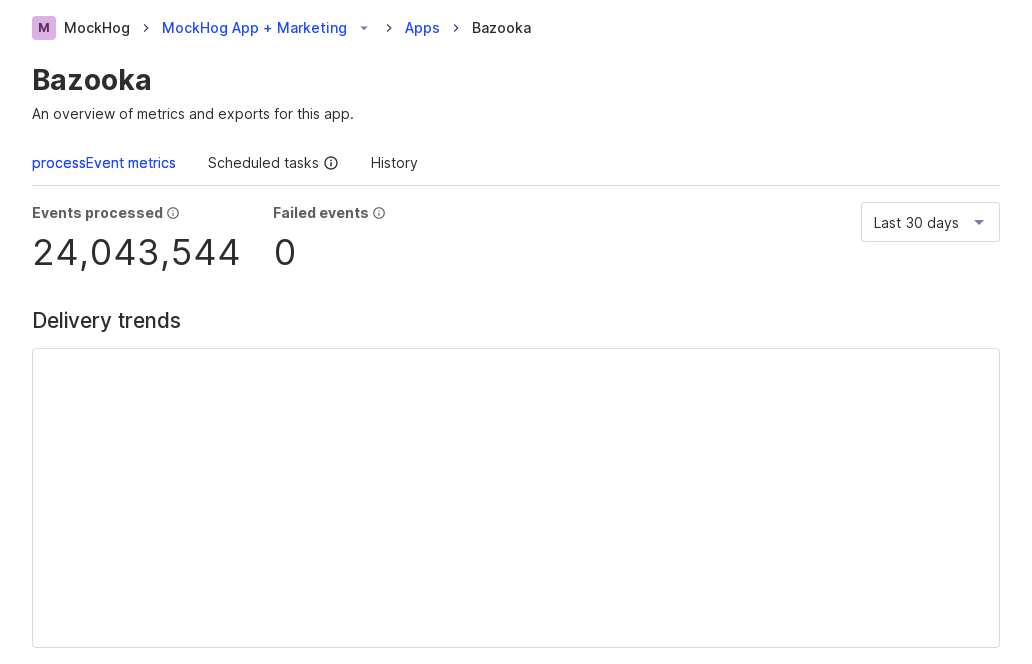 M MockHog MockHog App + Marketing Apps Bazooka
Bazooka
An overview of metrics and exports for this app.
processEvent metrics Scheduled tasks History
Events processed Failed events
Last 30 days
24,043,544 0
Delivery trends